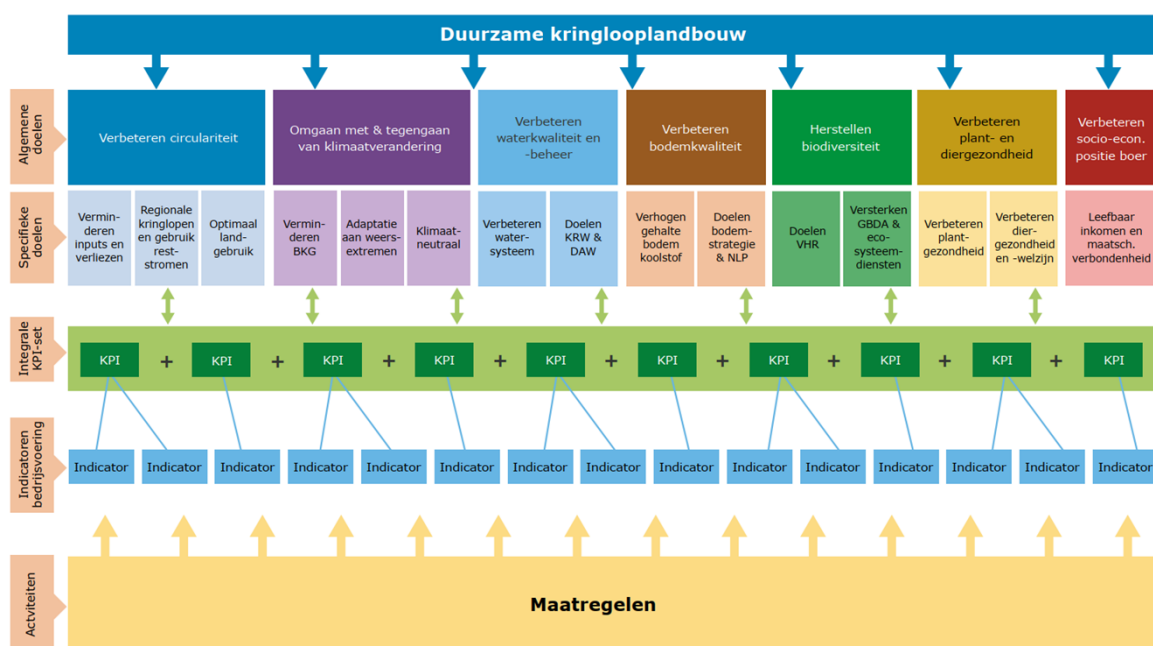 Duurzame kringlooplandbouw
Algemene
doelen
Verbeteren circulariteit
Omgaan met & tegengaan
van klimaatverandering
Verbeteren
waterkwaliteit en
-beheer
Verbeteren
bodemkwaliteit
Herstellen
biodiversiteit
Verbeteren
plant- en
diergezondheid
Verbeteren
socio-econ.
positie boer
Specifieke
doelen
Vermin-
deren
inputs en
verliezen
Regionale
kringlopen
en gebruik
rest-
stromen
Optimaal
land-
gebruik
Vermin-
deren
BKG
Adaptatie
aan weers-
extremen
Klimaat-
neutraal
Verbeteren
water-
systeem
Doelen
KRW &
DAW
Verhogen
gehalte
bodem
koolstof
Doelen
bodem-
strategie
& NLP
Doelen
VHR
Versterken
GBDA &
eco-
systeem-
diensten
Verbeteren
plant-
gezondheid
Verbeteren
dier-
gezondheid
en -welzijn
Leefbaar
inkomen en
maatsch.
verbondenheid
Integrale
KPI-set
KPI + KPI + KPI + KPI + KPI + KPI + KPI + KPI + KPI + KPI
Indicatoren
bedrijsvoering
Indicator Indicator Indicator Indicator Indicator Indicator Indicator Indicator Indicator Indicator Indicator Indicator Indicator Indicator Indicator
Actviteiten
Maatregelen